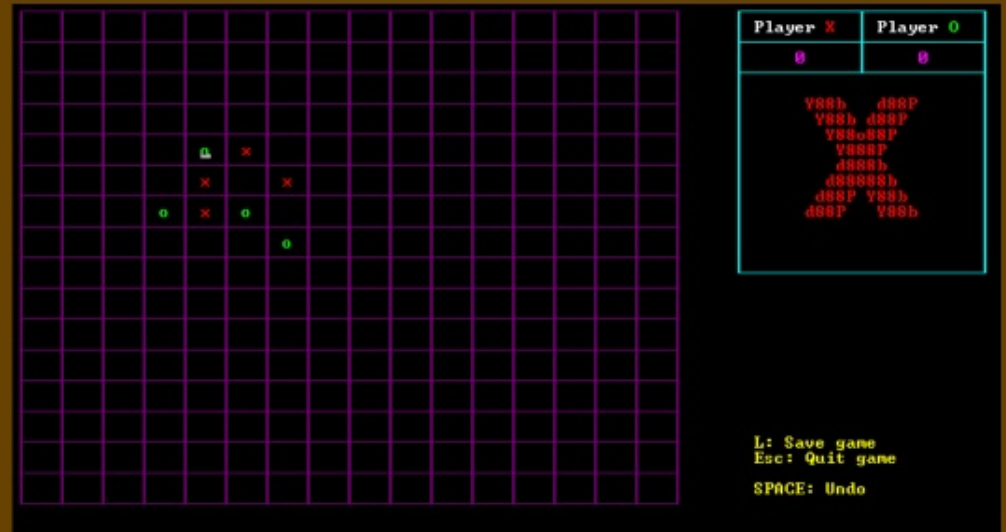 Player X Player O
0 0
Y88b d88P
Y88b d88P
Y88o88P
Y888P
d888b
d88888b
d88P Y88b
d88P Y88b
o x
x x
o x o
o
L: Save game
Esc: Quit game
SPACE: Undo